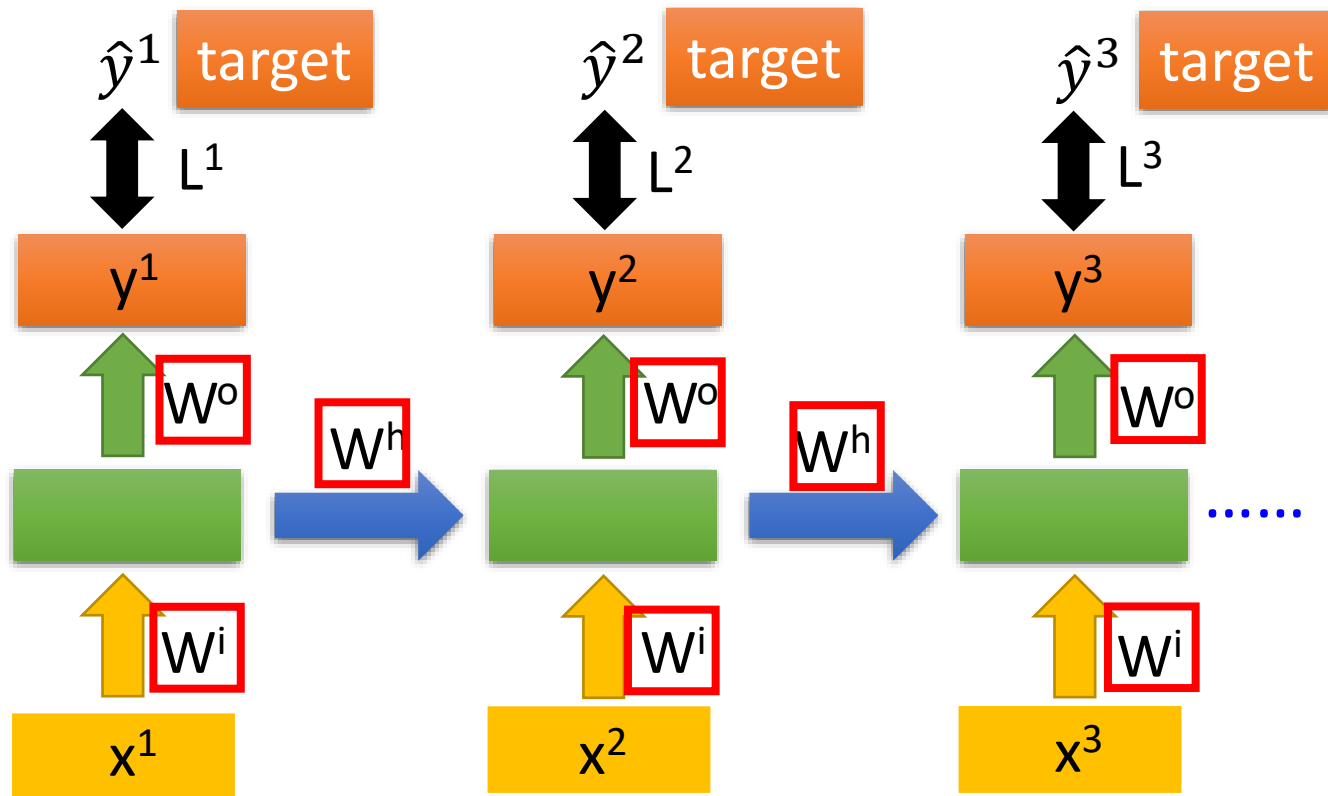 ŷ¹ target ŷ² target ŷ³ target
L¹ L² L³
y¹ y² y³
Wᵒ Wᵒ Wᵒ
Wʰ Wʰ
......
Wⁱ Wⁱ Wⁱ
x¹ x² x³